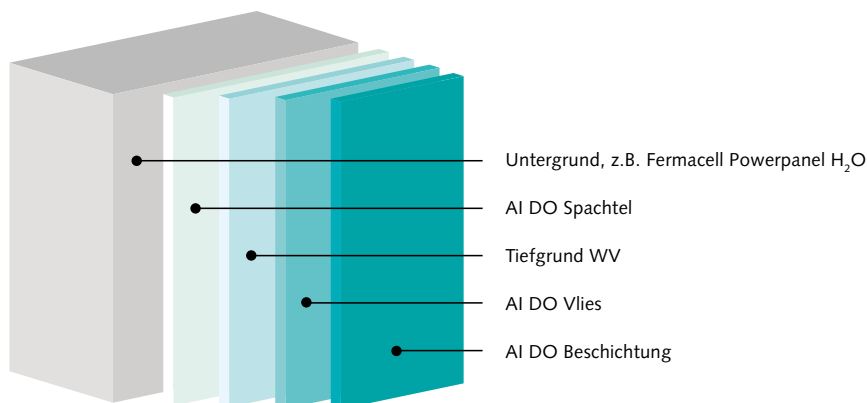 Untergrund, z.B. Fermacell Powerpanel H₂O
AI DO Spachtel
Tiefgrund WV
AI DO Vlies
AI DO Beschichtung